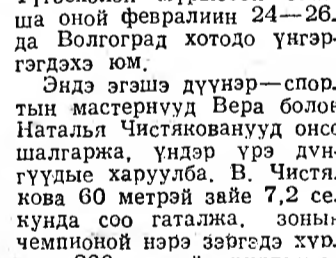 ша оной февралиин 24—26.
да Волгоград хотодо үнгэр-
гэгдэхэ юм.
Эндэ эгэшэ дүүнэр—спор-
тын мастернууд Вера болон
Наталья Чистякованууд онсо
шалгаржа, үндэр үрэ дүн-
гүүдые харуулба. В. Чистя-
кова 60 метрэй зайе 7,2 се-
кунда соо гаталжа, зоны
чемпионой нэрэ зэргэдэ хүр-